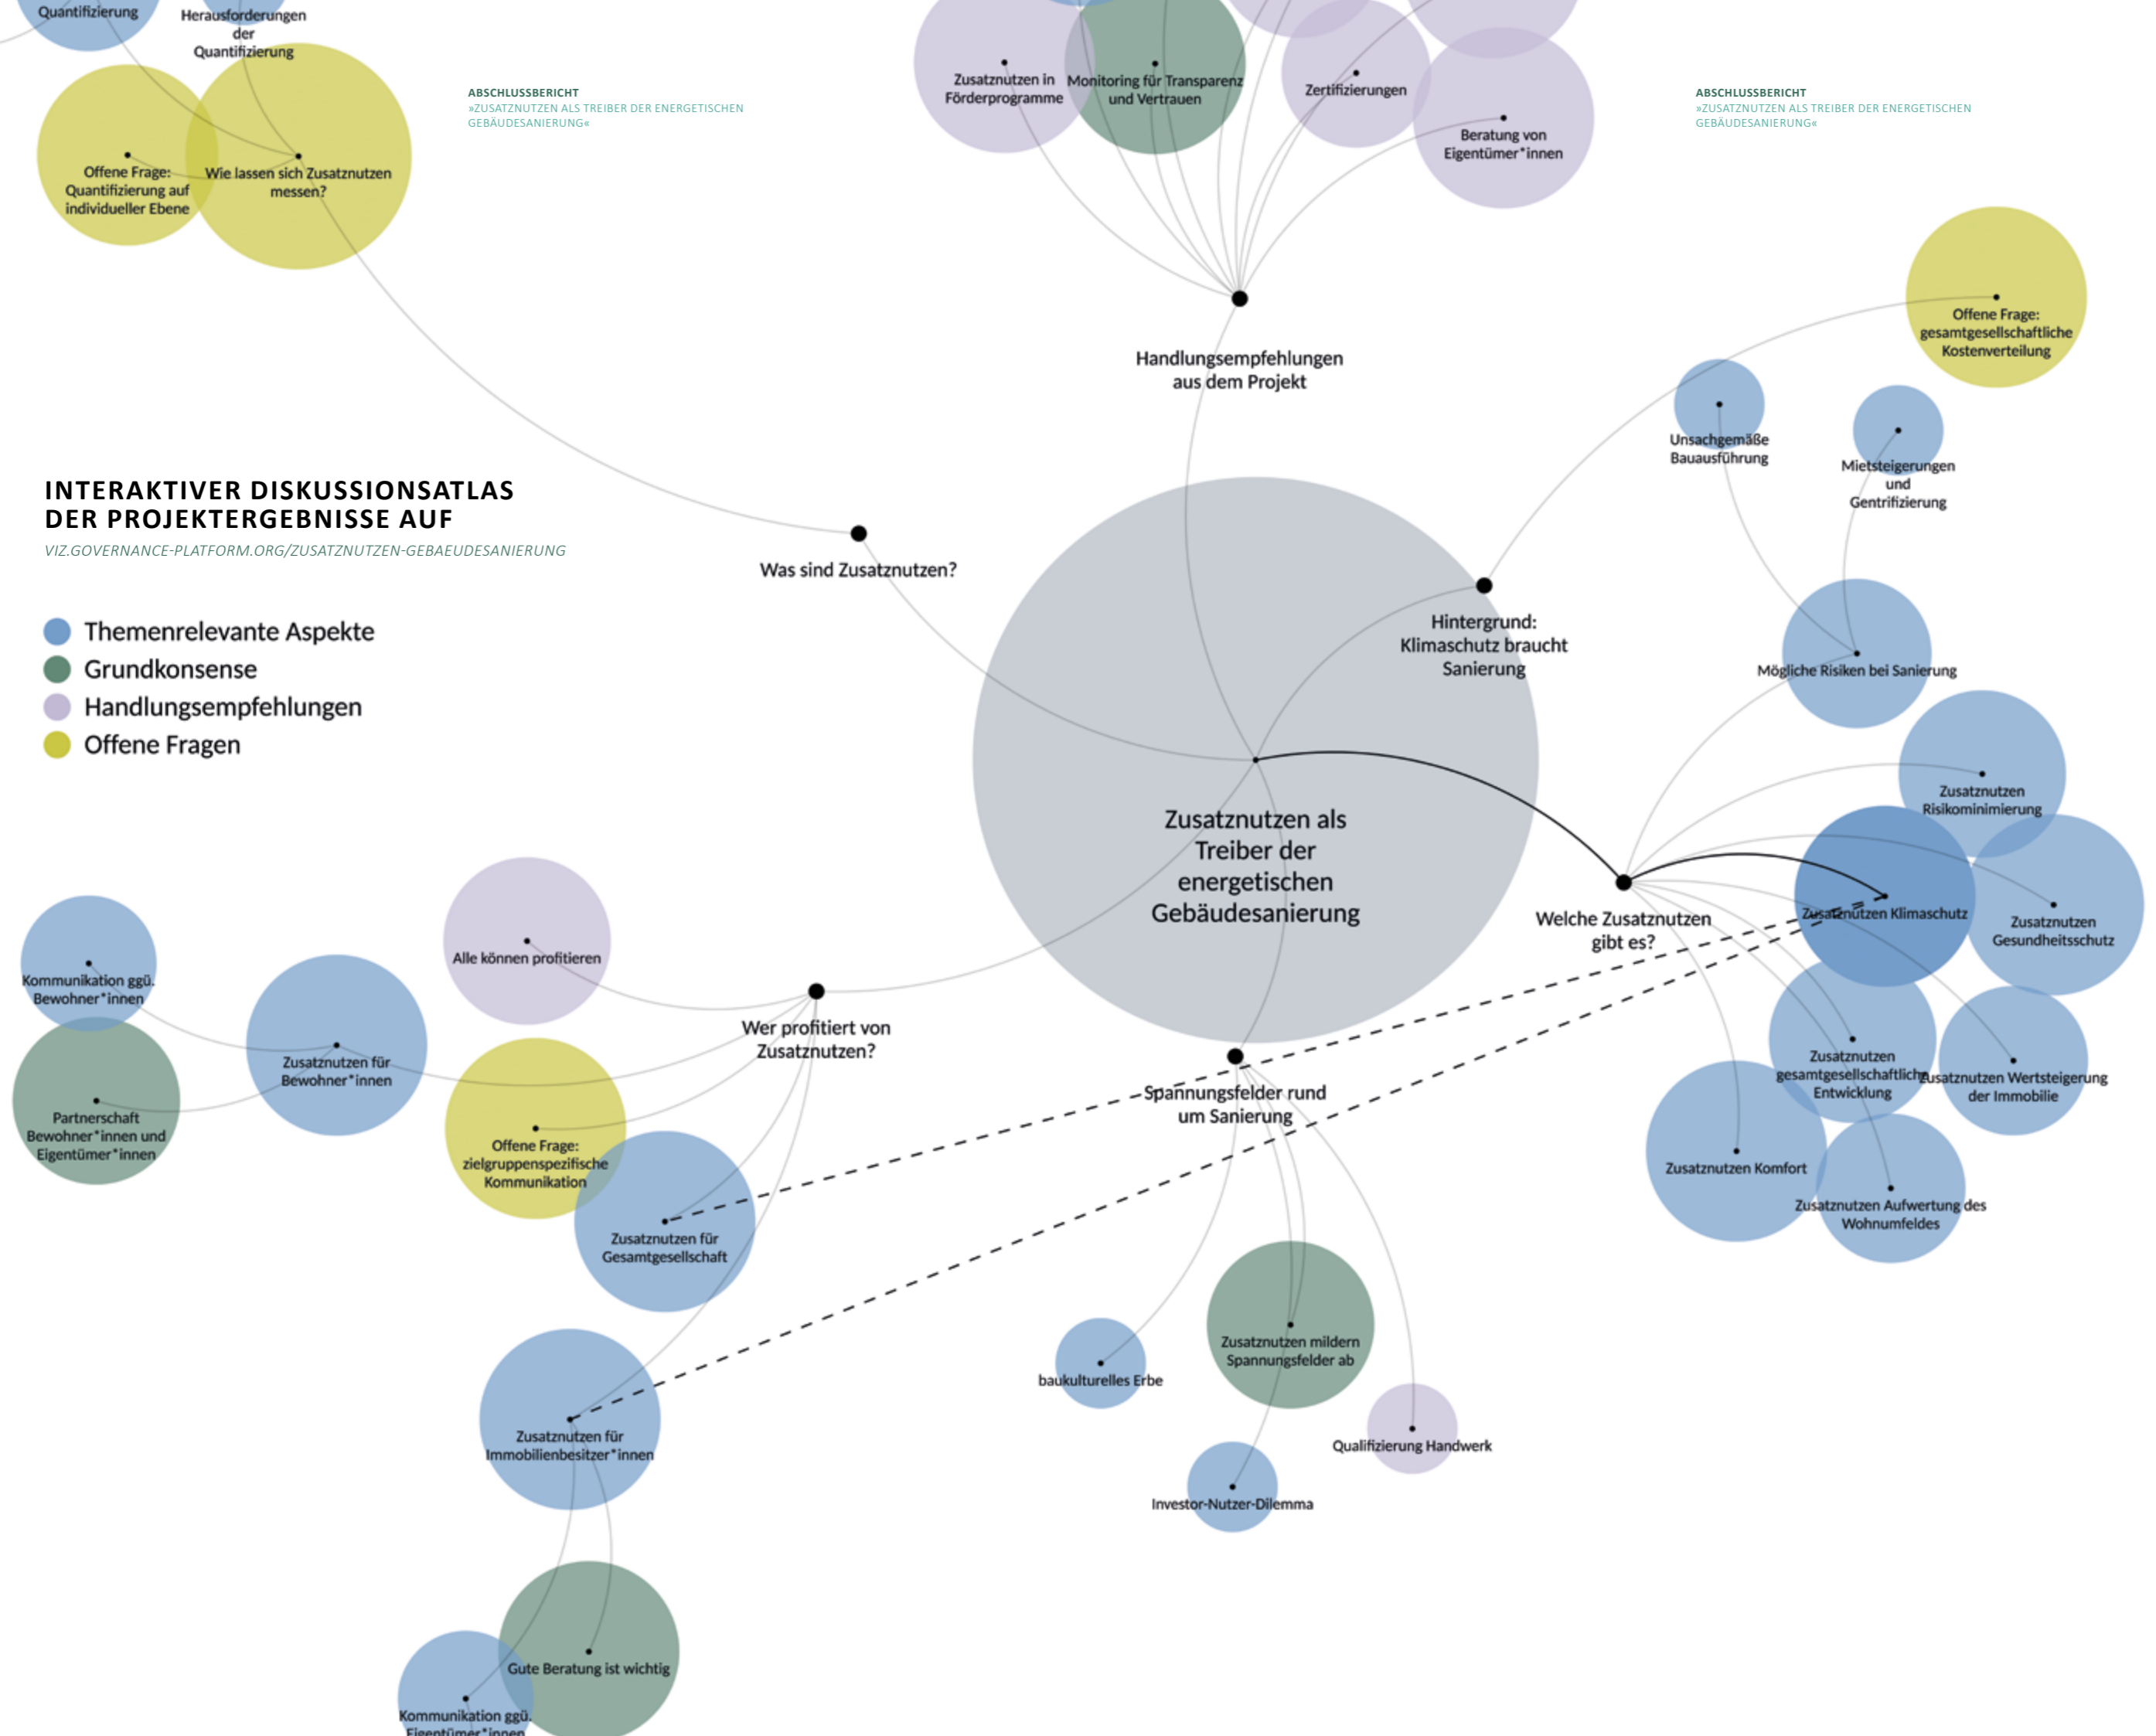 Quantifizierung
Herausforderungen
der
Quantifizierung
Offene Frage:
Quantifizierung auf
individueller Ebene
Wie lassen sich Zusatznutzen
messen?
ABSCHLUSSBERICHT
»ZUSATZNUTZEN ALS TREIBER DER ENERGETISCHEN
GEBÄUDESANIERUNG«
Zusatznutzen in
Förderprogramme
Monitoring für Transparenz
und Vertrauen
Zertifizierungen
Beratung von
Eigentümer*innen
ABSCHLUSSBERICHT
»ZUSATZNUTZEN ALS TREIBER DER ENERGETISCHEN
GEBÄUDESANIERUNG«
Handlungsempfehlungen
aus dem Projekt
Offene Frage:
gesamtgesellschaftliche
Kostenverteilung
Unsachgemäße
Bauausführung
Mietsteigerungen
und
Gentrifizierung
INTERAKTIVER DISKUSSIONSATLAS
DER PROJEKTERGEBNISSE AUF
VIZ.GOVERNANCE-PLATFORM.ORG/ZUSATZNUTZEN-GEBAEUDESANIERUNG
Themenrelevante Aspekte
Grundkonsense
Handlungsempfehlungen
Offene Fragen
Was sind Zusatznutzen?
Hintergrund:
Klimaschutz braucht
Sanierung
Mögliche Risiken bei Sanierung
Zusatznutzen
Risikominimierung
Zusatznutzen als
Treiber der
energetischen
Gebäudesanierung
Welche Zusatznutzen
gibt es?
Zusatznutzen Klimaschutz
Zusatznutzen
Gesundheitsschutz
Zusatznutzen
gesamtgesellschaftliche
Entwicklung
Zusatznutzen Wertsteigerung
der Immobilie
Zusatznutzen Komfort
Zusatznutzen Aufwertung des
Wohnumfeldes
Alle können profitieren
Kommunikation ggü.
Bewohner*innen
Wer profitiert von
Zusatznutzen?
Zusatznutzen für
Bewohner*innen
Partnerschaft
Bewohner*innen und
Eigentümer*innen
Offene Frage:
zielgruppenspezifische
Kommunikation
Spannungsfelder rund
um Sanierung
Zusatznutzen für
Gesamtgesellschaft
Zusatznutzen mildern
Spannungsfelder ab
baukulturelles Erbe
Qualifizierung Handwerk
Zusatznutzen für
Immobilienbesitzer*innen
Investor-Nutzer-Dilemma
Gute Beratung ist wichtig
Kommunikation ggü.
Eigentümer*innen